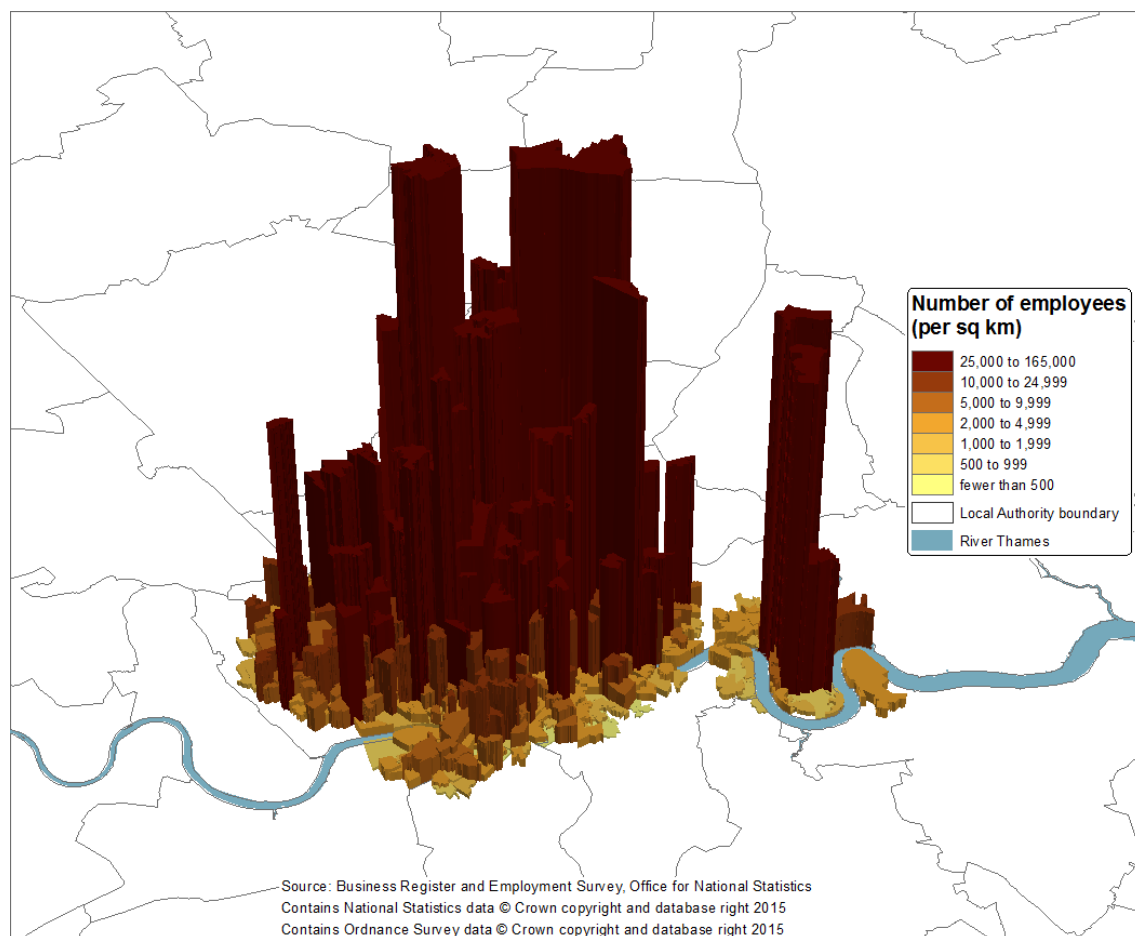 Number of employees
(per sq km)
25,000 to 165,000
10,000 to 24,999
5,000 to 9,999
2,000 to 4,999
1,000 to 1,999
500 to 999
fewer than 500
Local Authority boundary
River Thames
Source: Business Register and Employment Survey, Office for National Statistics
Contains National Statistics data © Crown copyright and database right 2015
Contains Ordnance Survey data © Crown copyright and database right 2015